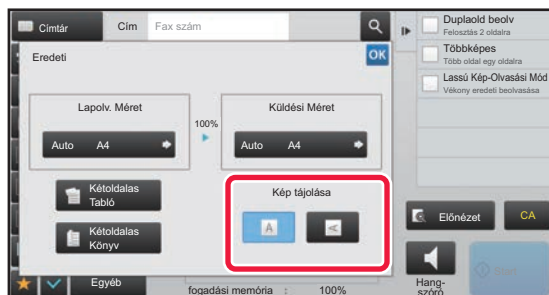 Címtár
Cím
Fax szám
Eredeti
OK
Lapolv. Méret
Auto A4
100%
Küldési Méret
Auto A4
Kétoldalas
Tabló
Kétoldalas
Könyv
Kép tájolása
A
A
Egyéb
fogadási memória : 100%
Duplaold beolv
Felosztás 2 oldalra
Többképes
Több oldal egy oldalra
Lassú Kép-Olvasási Mód
Vékony eredeti beolvasása
Előnézet
CA
Hang-
szóró
Start